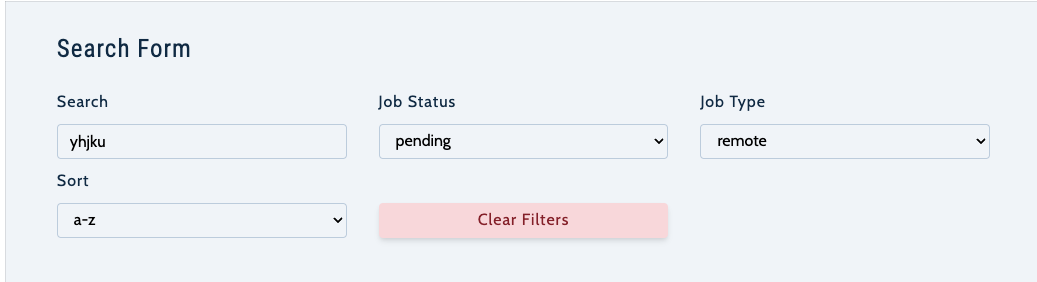 Search Form
Search Job Status Job Type
yhjku pending remote
Sort
a-z Clear Filters